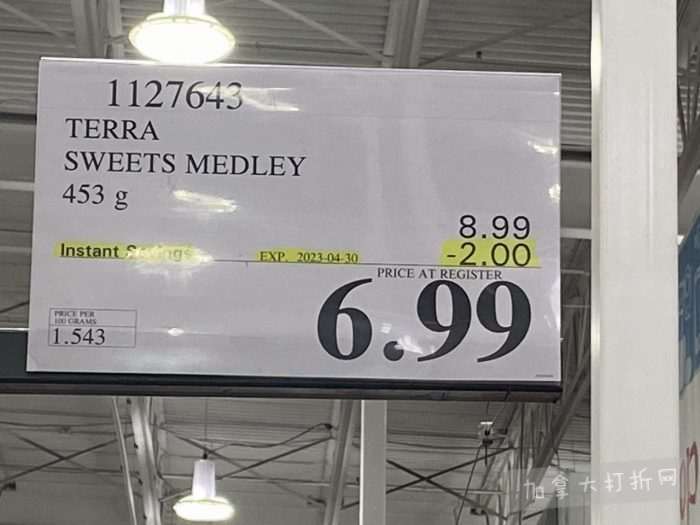 1127643
TERRA
SWEETS MEDLEY
453 g
8.99
Instant Savings EXP. 2023-04-30 -2.00
PRICE AT REGISTER
6.99
PRICE PER
100 GRAMS
1.543
加拿大打折网